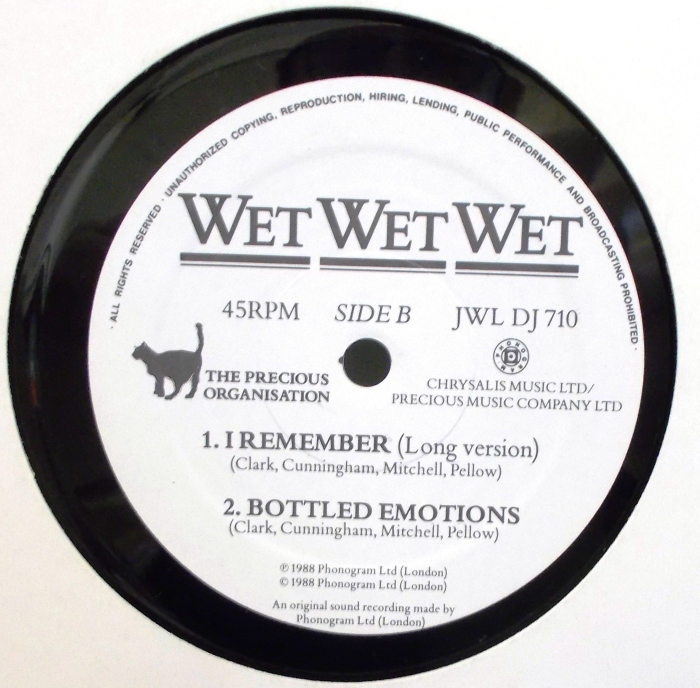 · ALL RIGHTS RESERVED · UNAUTHORIZED COPYING, REPRODUCTION, HIRING, LENDING, PUBLIC PERFORMANCE AND BROADCASTING PROHIBITED ·
WET WET WET
45RPM SIDE B JWL DJ 710
PHONOGRAM
THE PRECIOUS
ORGANISATION
CHRYSALIS MUSIC LTD/
PRECIOUS MUSIC COMPANY LTD
1. I REMEMBER (Long version)
(Clark, Cunningham, Mitchell, Pellow)
2. BOTTLED EMOTIONS
(Clark, Cunningham, Mitchell, Pellow)
℗ 1988 Phonogram Ltd (London)
© 1988 Phonogram Ltd (London)
An original sound recording made by
Phonogram Ltd (London)